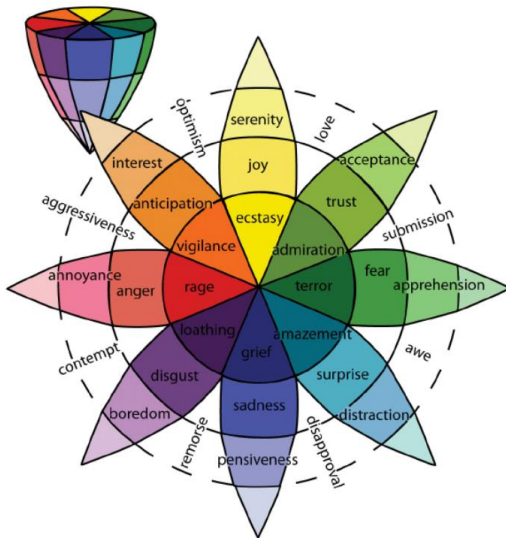 serenity
optimism
love
interest
joy
acceptance
anticipation
trust
aggressiveness
ecstasy
submission
vigilance
admiration
annoyance
anger
rage
terror
fear
apprehension
loathing
amazement
contempt
grief
awe
disgust
surprise
boredom
sadness
distraction
remorse
disapproval
pensiveness